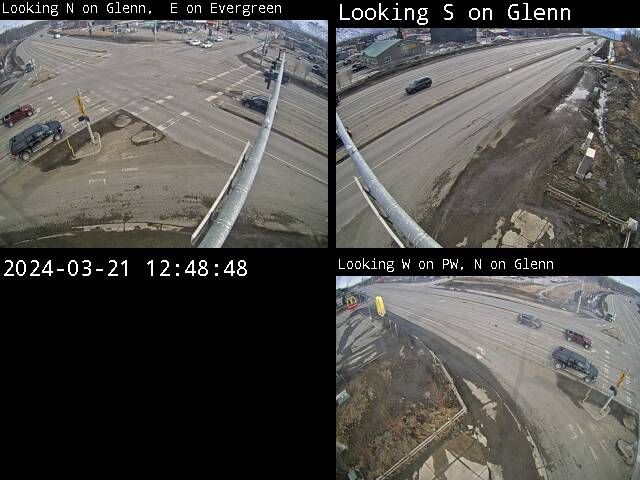 Looking N on Glenn,  E on Evergreen
Looking S on Glenn
2024-03-21 12:48:48
Looking W on PW, N on Glenn